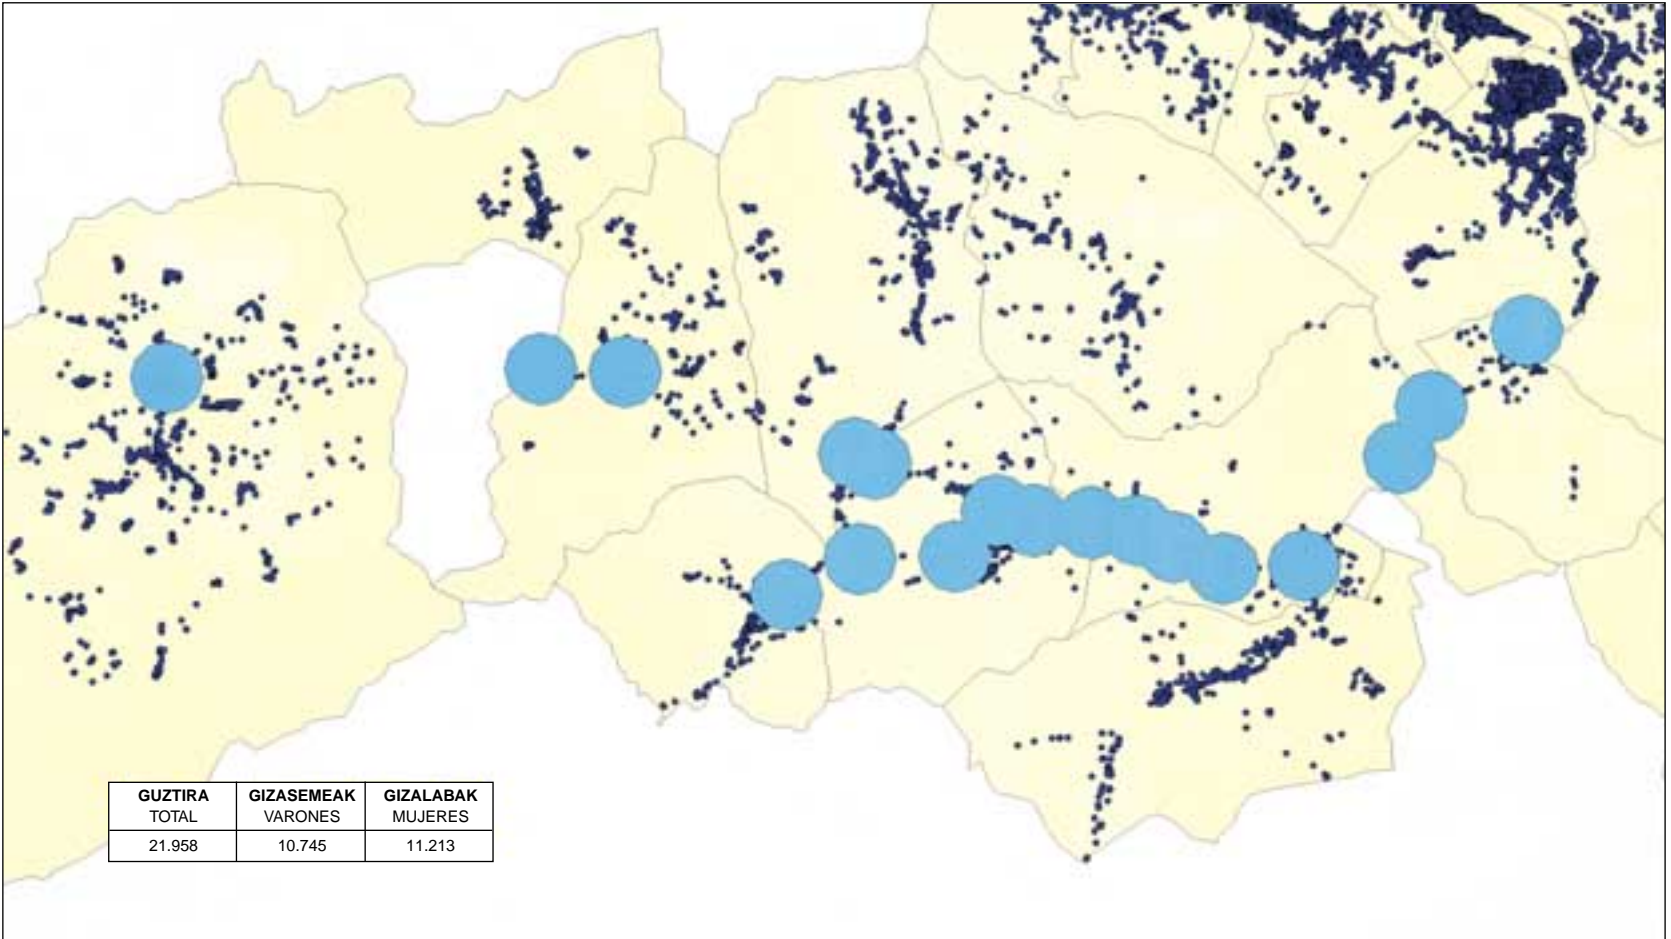 GUZTIRA GIZASEMEAK GIZALABAK
TOTAL VARONES MUJERES
21.958 10.745 11.213